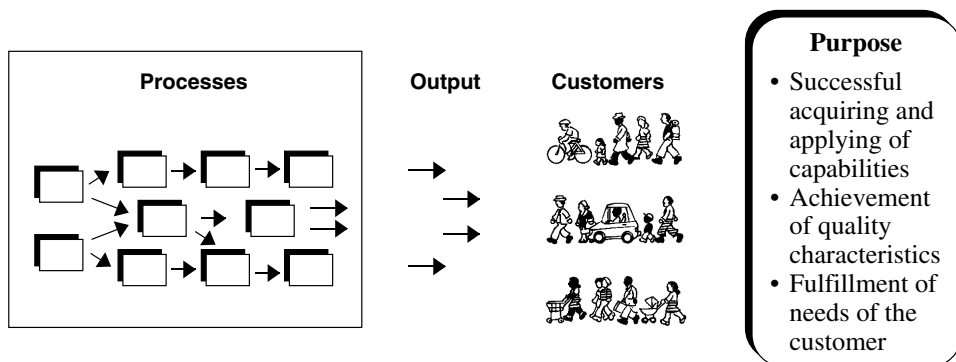 Processes
Output
Customers
Purpose
• Successful
acquiring and
applying of
capabilities
• Achievement
of quality
characteristics
• Fulfillment of
needs of the
customer